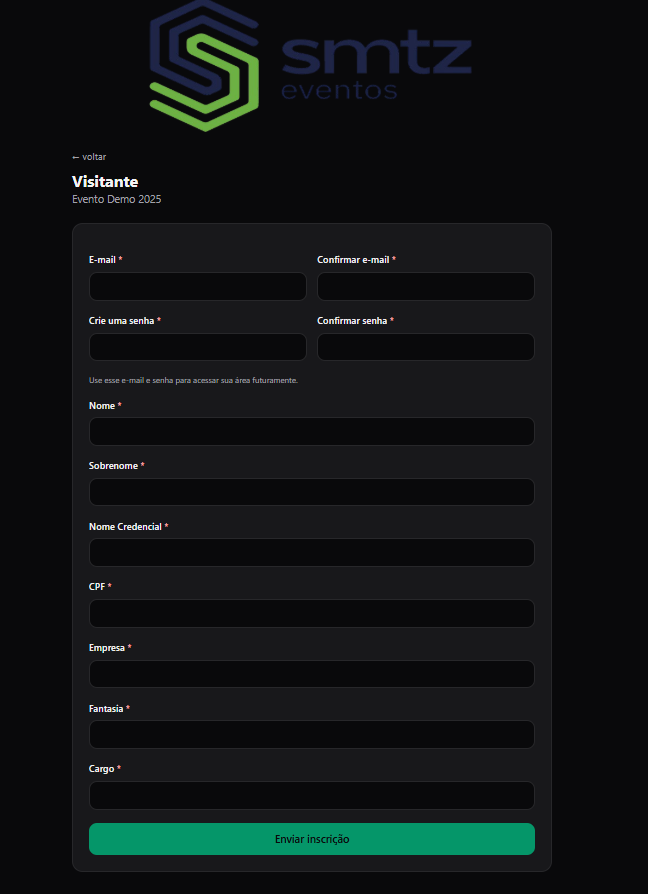 smtz
eventos
← voltar
Visitante
Evento Demo 2025
E-mail * Confirmar e-mail *
Crie uma senha * Confirmar senha *
Use esse e-mail e senha para acessar sua área futuramente.
Nome *
Sobrenome *
Nome Credencial *
CPF *
Empresa *
Fantasia *
Cargo *
Enviar inscrição